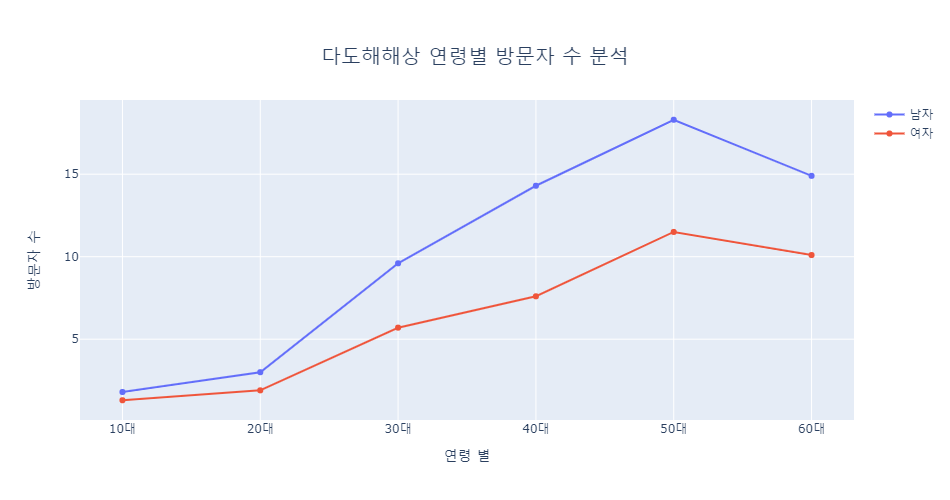 다도해해상 연령별 방문자 수 분석
남자
여자
방문자 수
15
10
5
10대
20대
30대
40대
50대
60대
연령 별